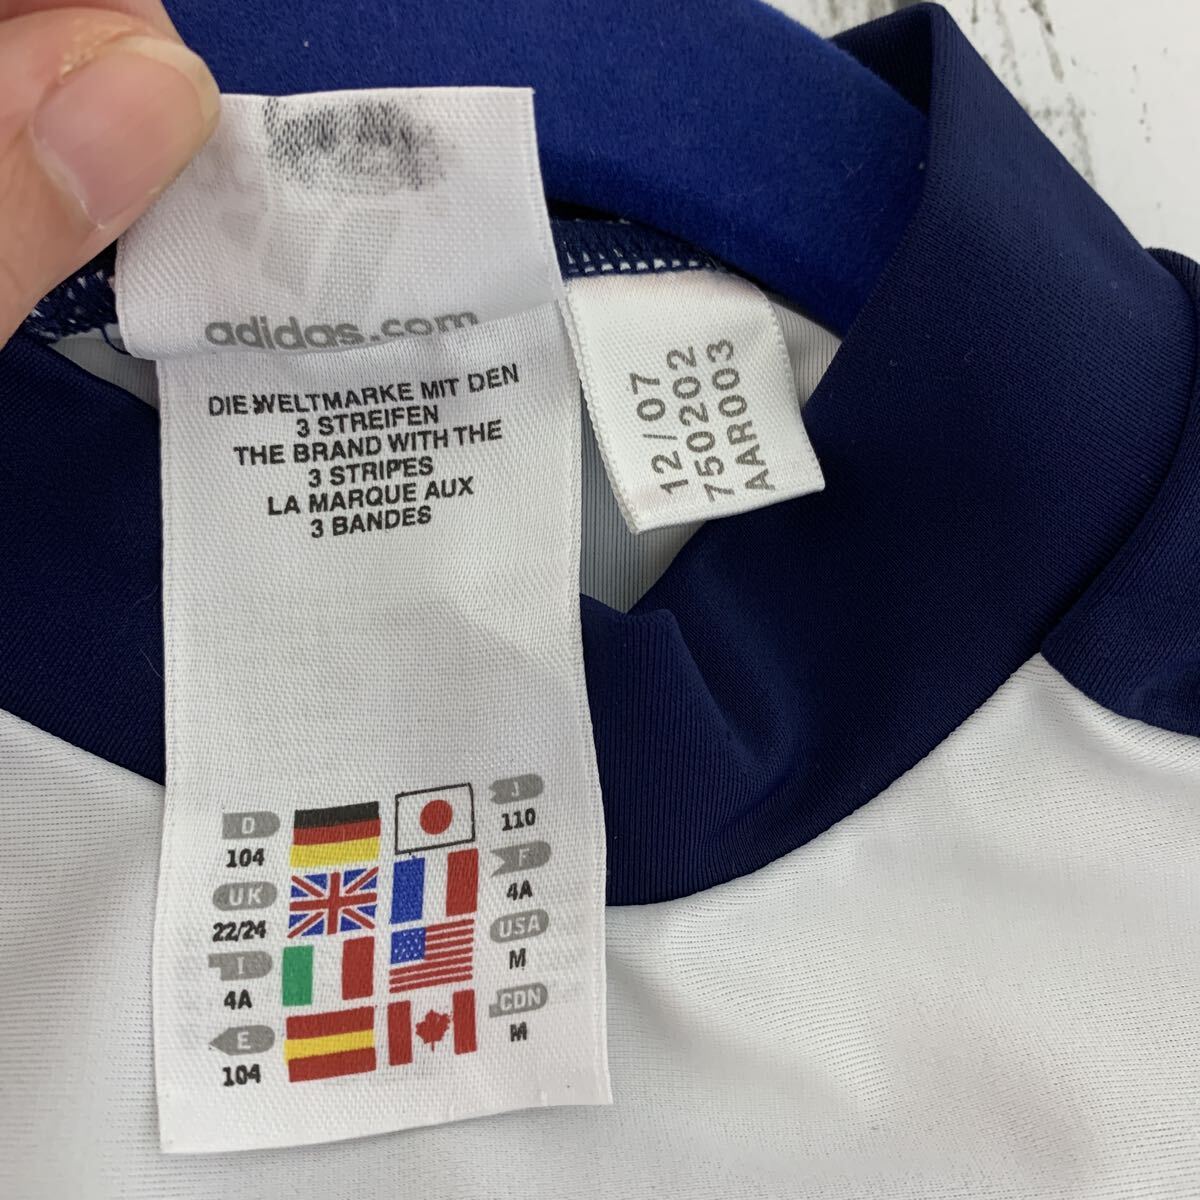 adidas.com
DIE WELTMARKE MIT DEN
3 STREIFEN
THE BRAND WITH THE
3 STRIPES
LA MARQUE AUX
3 BANDES
12/07
750202
AAR003
D
104
J
110
UK
22/24
F
4A
I
4A
USA
M
E
104
CDN
M